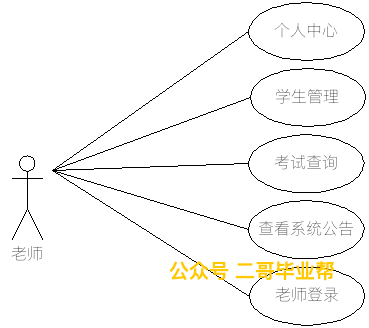 个人中心
学生管理
考试查询
查看系统公告
老师
公众号 二哥毕业帮
老师登录